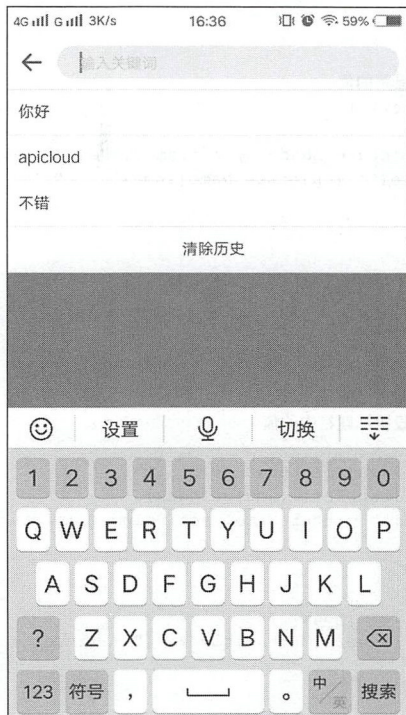 4G G 3K/s 16:36 59%
输入关键词
你好
apicloud
不错
清除历史
设置 切换
1 2 3 4 5 6 7 8 9 0
Q W E R T Y U I O P
A S D F G H J K L
? Z X C V B N M
123 符号 , 。 中/英 搜索